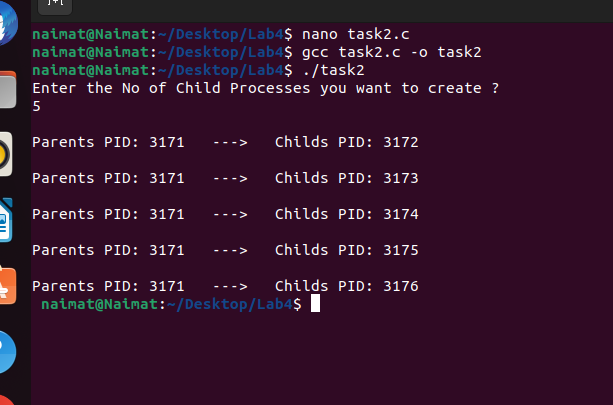 naimat@Naimat:~/Desktop/Lab4$ nano task2.c
naimat@Naimat:~/Desktop/Lab4$ gcc task2.c -o task2
naimat@Naimat:~/Desktop/Lab4$ ./task2
Enter the No of Child Processes you want to create ?
5
Parents PID: 3171   --->   Childs PID: 3172
Parents PID: 3171   --->   Childs PID: 3173
Parents PID: 3171   --->   Childs PID: 3174
Parents PID: 3171   --->   Childs PID: 3175
Parents PID: 3171   --->   Childs PID: 3176
naimat@Naimat:~/Desktop/Lab4$